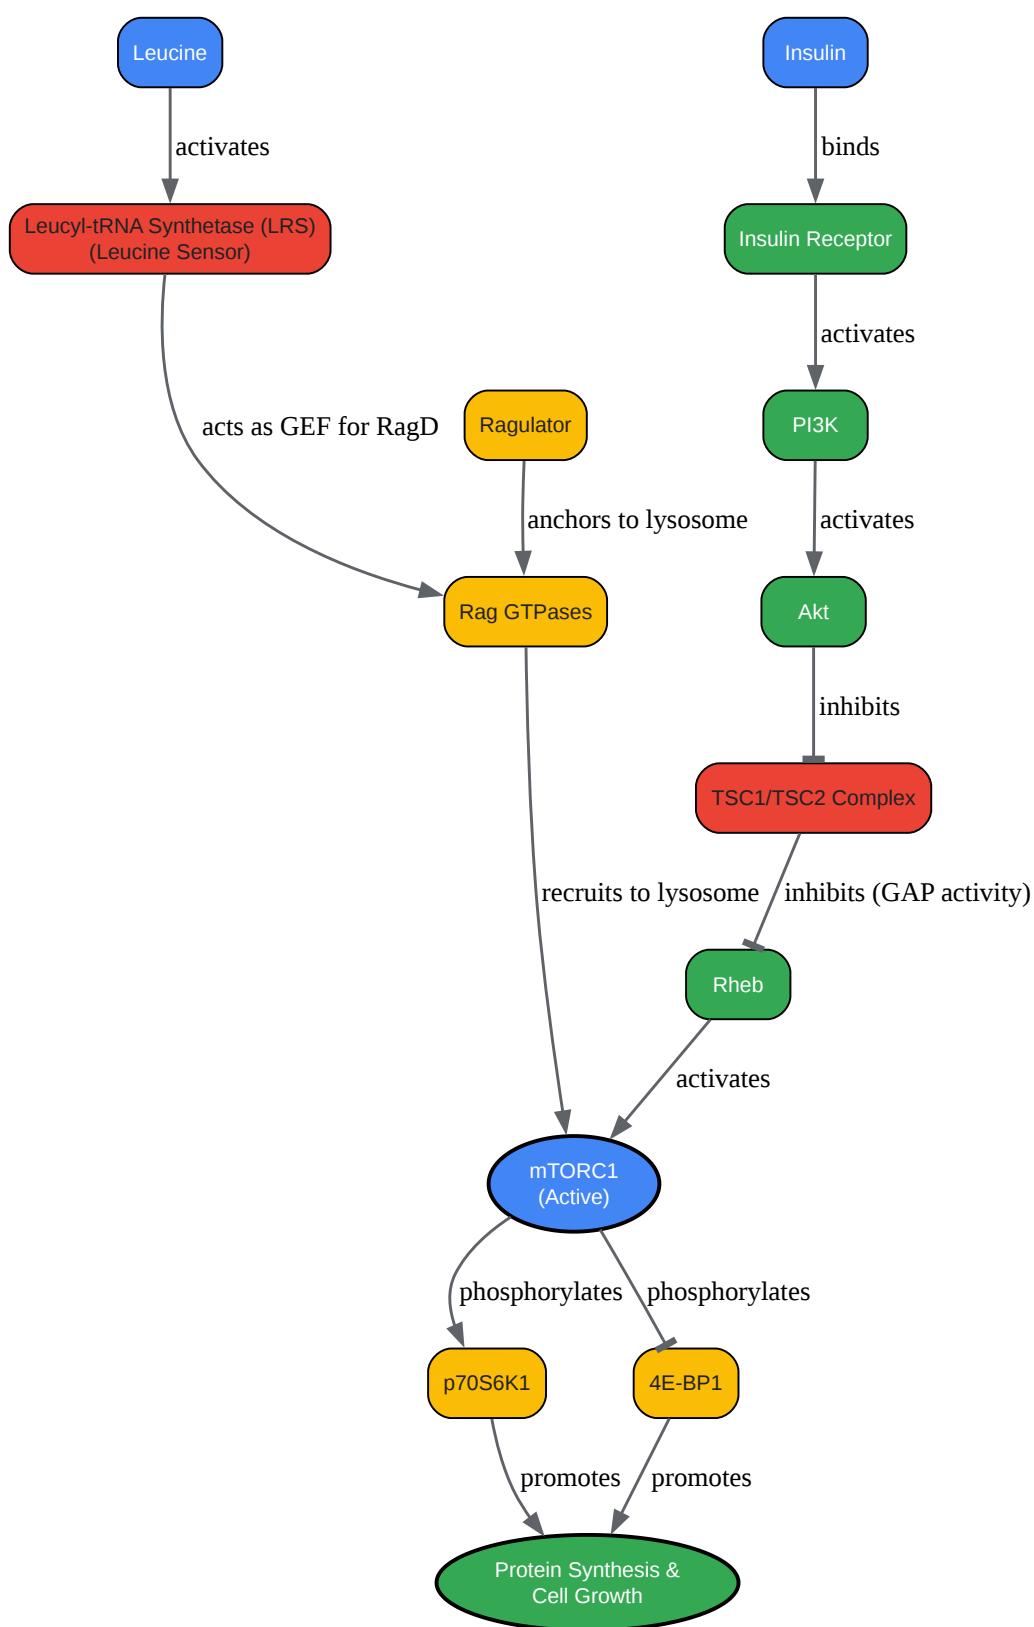 Leucine
Insulin
activates
binds
Leucyl-tRNA Synthetase (LRS)
(Leucine Sensor)
Insulin Receptor
activates
acts as GEF for RagD
Ragulator
PI3K
anchors to lysosome
activates
Rag GTPases
Akt
inhibits
TSC1/TSC2 Complex
recruits to lysosome
inhibits (GAP activity)
Rheb
activates
mTORC1
(Active)
phosphorylates
phosphorylates
p70S6K1
4E-BP1
promotes
promotes
Protein Synthesis &
Cell Growth